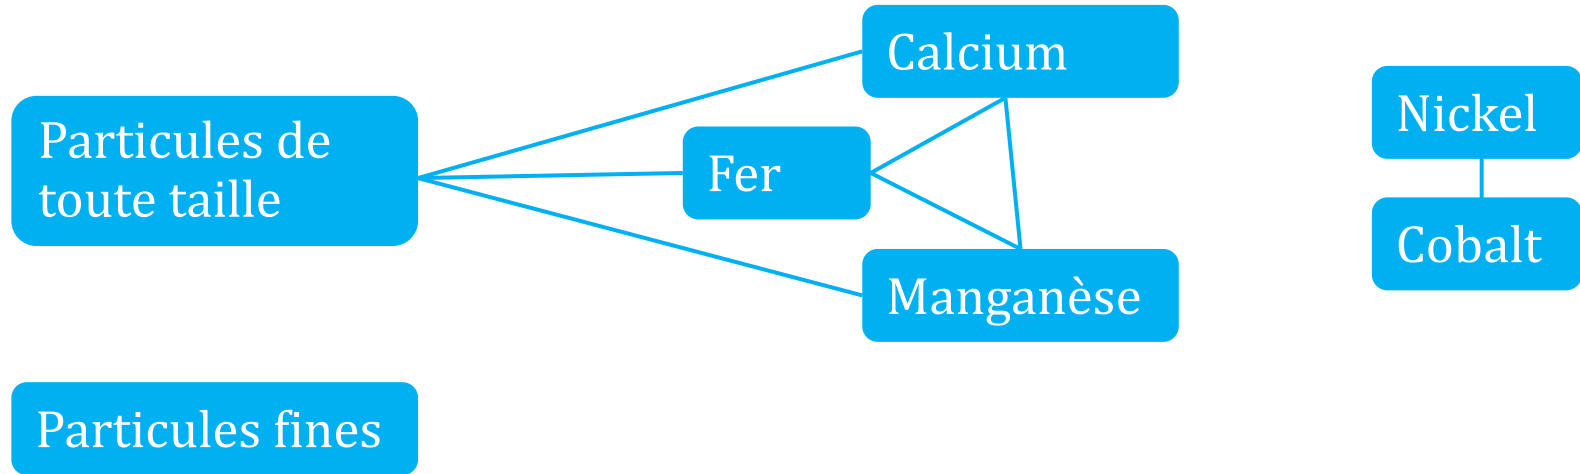 Particules de
toute taille
Calcium
Fer
Manganèse
Nickel
Cobalt
Particules fines